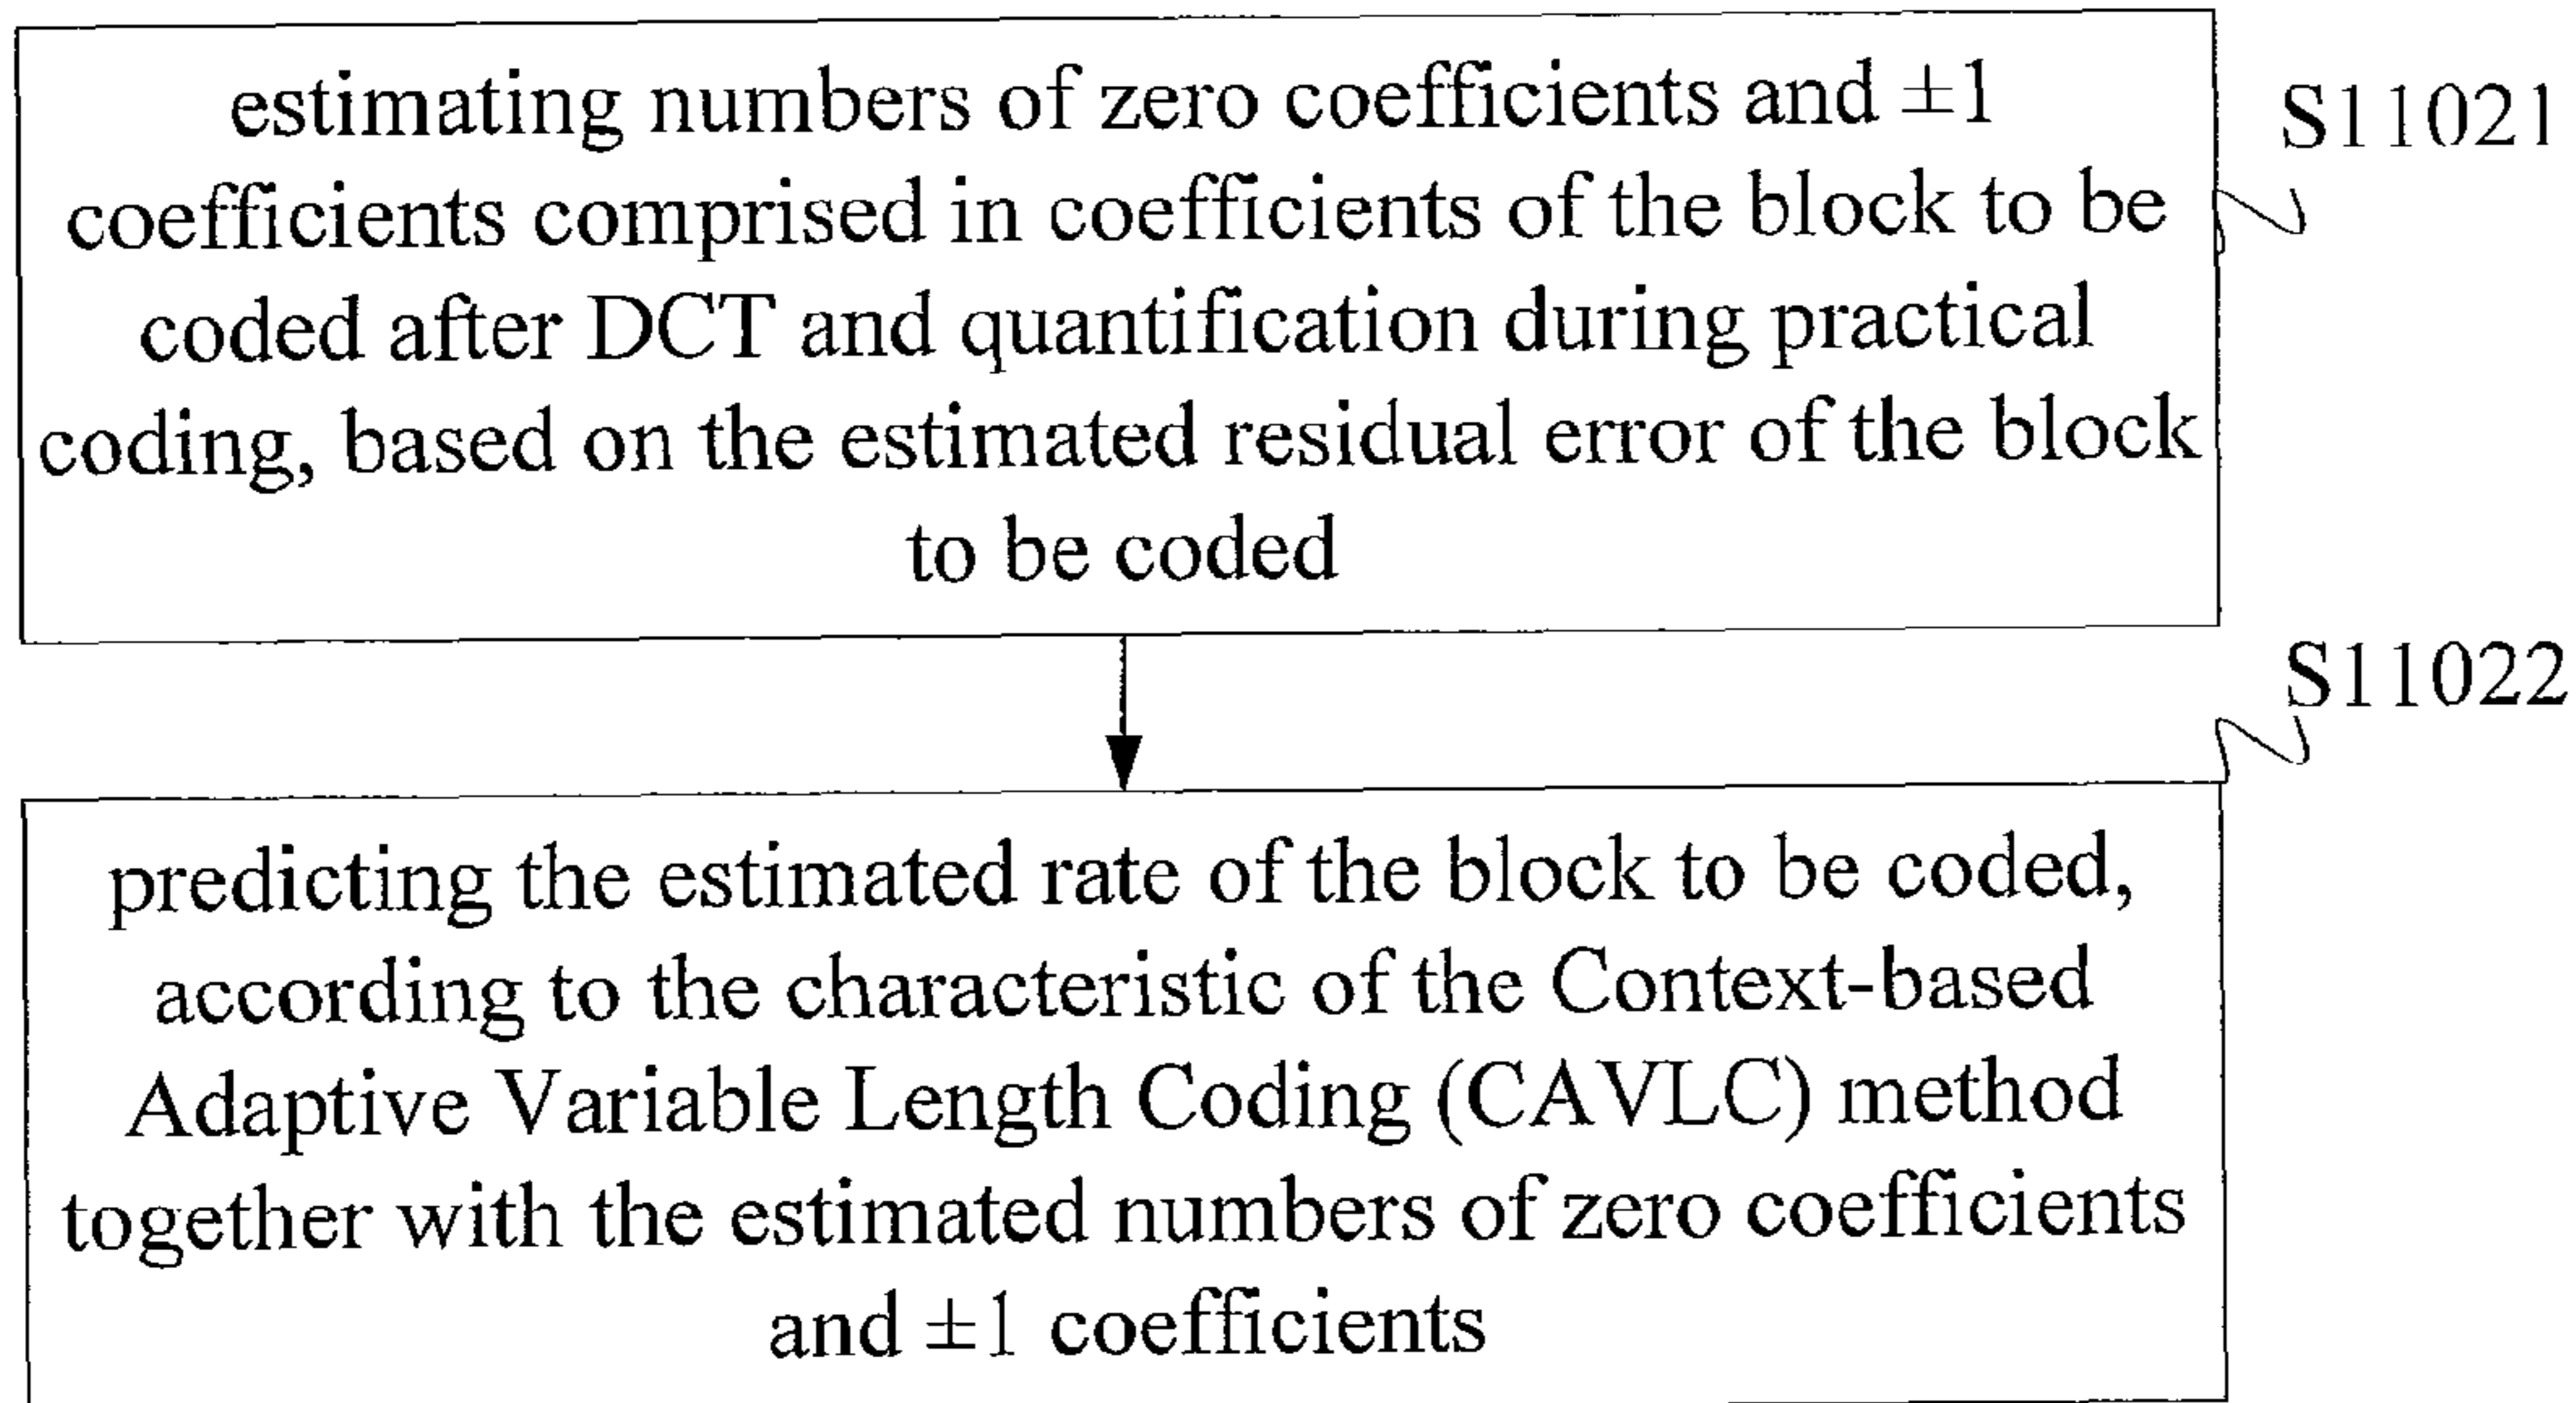 estimating numbers of zero coefficients and ±1
coefficients comprised in coefficients of the block to be
coded after DCT and quantification during practical
coding, based on the estimated residual error of the block
to be coded
S11021
S11022
predicting the estimated rate of the block to be coded,
according to the characteristic of the Context-based
Adaptive Variable Length Coding (CAVLC) method
together with the estimated numbers of zero coefficients
and ±1 coefficients